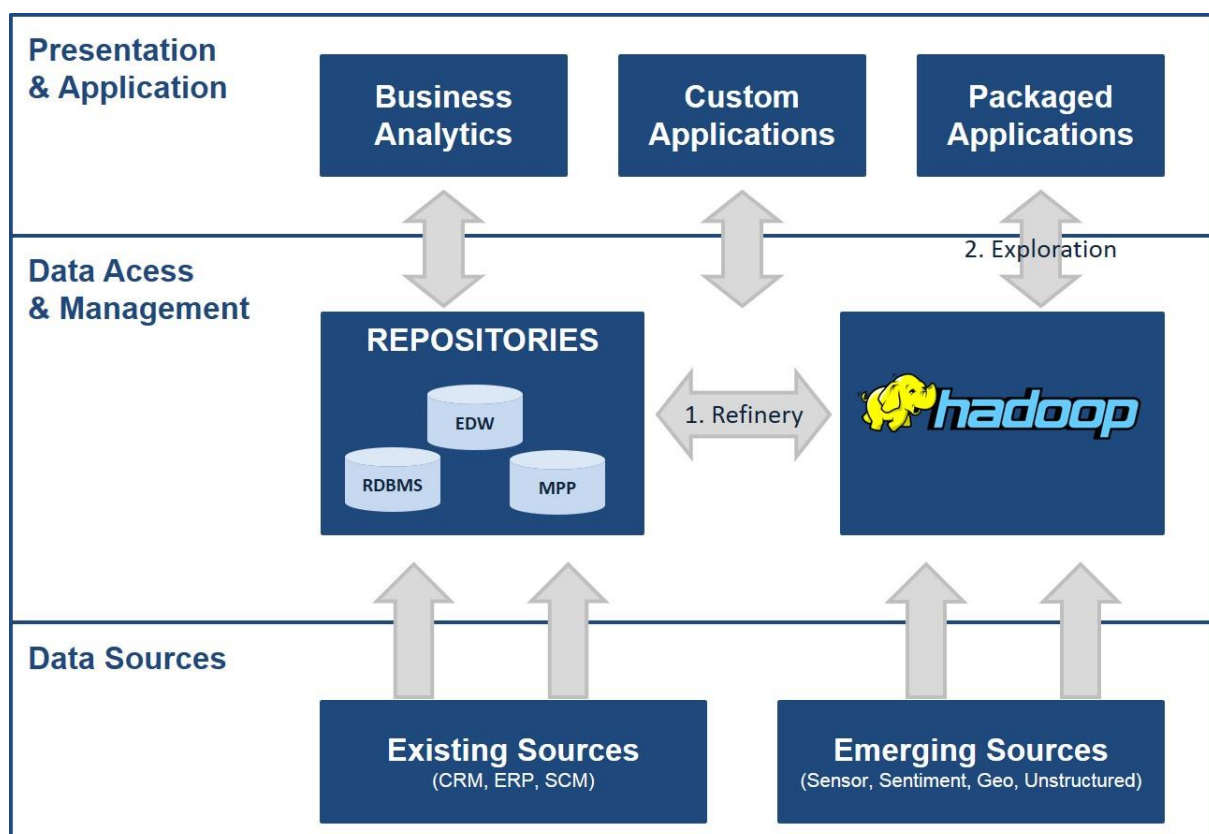 Presentation
& Application
Business
Analytics
Custom
Applications
Packaged
Applications
2. Exploration
Data Acess
& Management
REPOSITORIES
EDW
RDBMS
MPP
1. Refinery
hadoop
Data Sources
Existing Sources
(CRM, ERP, SCM)
Emerging Sources
(Sensor, Sentiment, Geo, Unstructured)